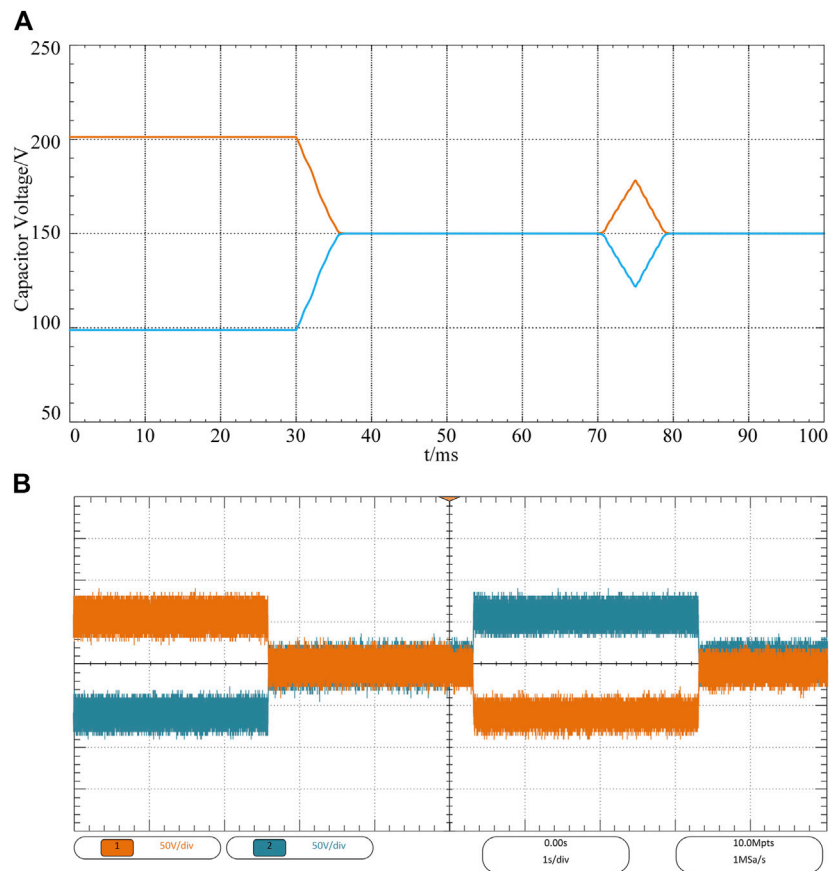 A
250
200
150
100
50
Capacitor Voltage/V
0 10 20 30 40 50 60 70 80 90 100
t/ms
B
1 50V/div 2 50V/div 0.00s 10.0Mpts
1s/div 1MSa/s